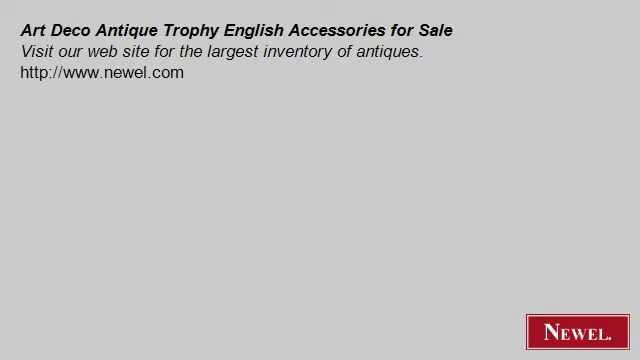 Art Deco Antique Trophy English Accessories for Sale
Visit our web site for the largest inventory of antiques.
http://www.newel.com
NEWEL.